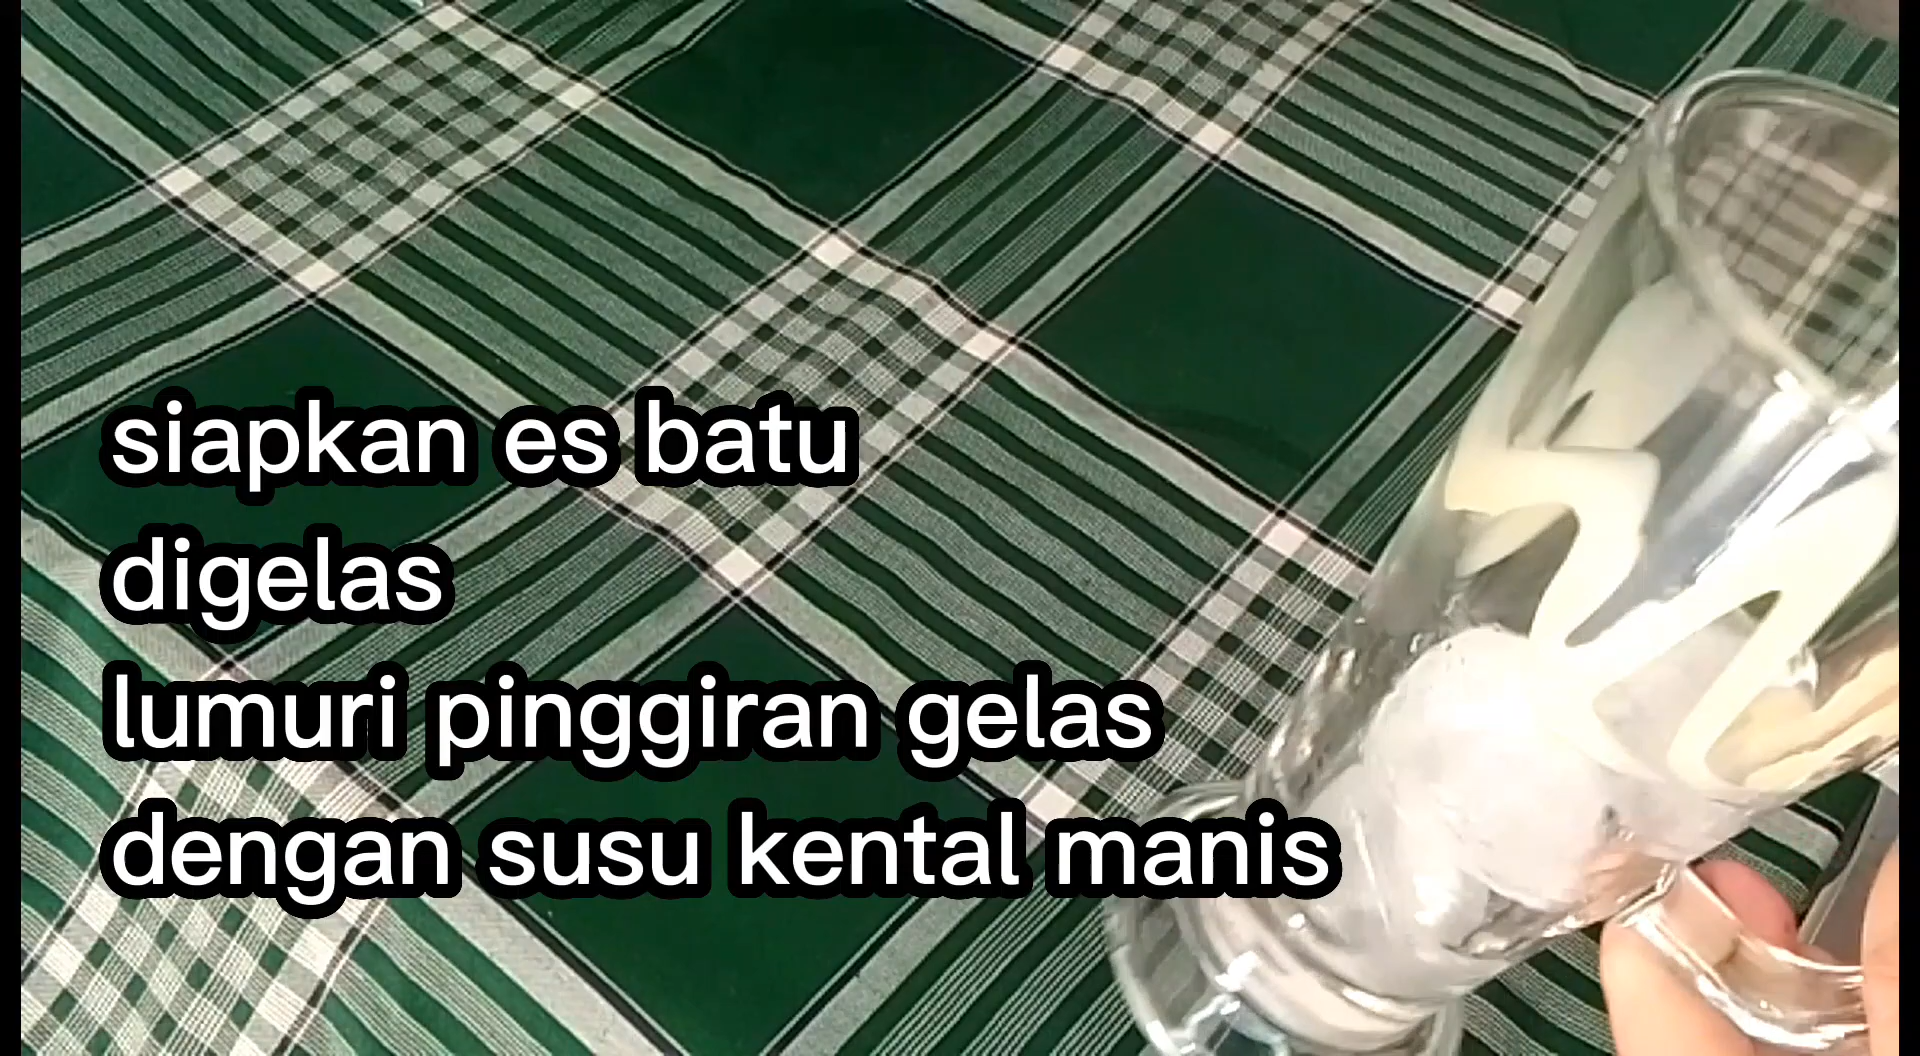 siapkan es batu
digelas
lumuri pinggiran gelas
dengan susu kental manis